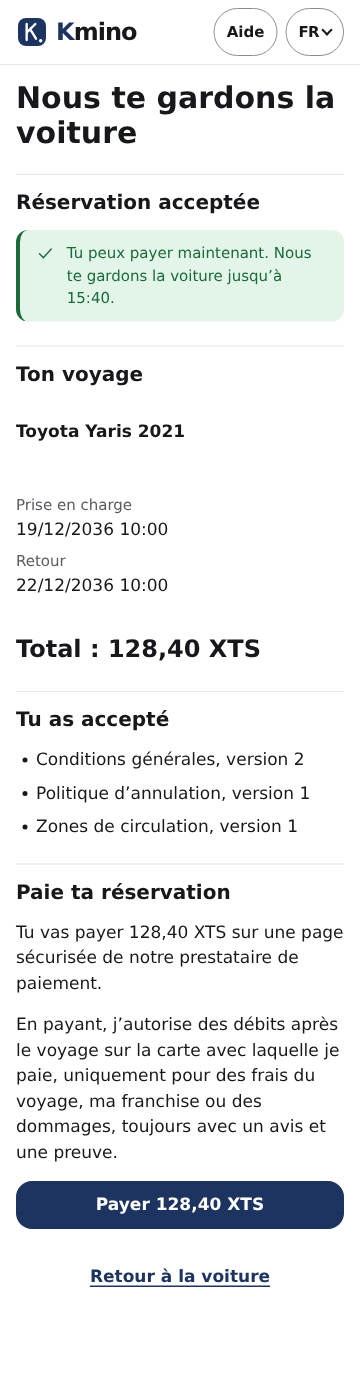 K. Kmino
Aide
FR
Nous te gardons la
voiture
Réservation acceptée
Tu peux payer maintenant. Nous
te gardons la voiture jusqu’à
15:40.
Ton voyage
Toyota Yaris 2021
Prise en charge
19/12/2036 10:00
Retour
22/12/2036 10:00
Total : 128,40 XTS
Tu as accepté
• Conditions générales, version 2
• Politique d’annulation, version 1
• Zones de circulation, version 1
Paie ta réservation
Tu vas payer 128,40 XTS sur une page
sécurisée de notre prestataire de
paiement.
En payant, j’autorise des débits après
le voyage sur la carte avec laquelle je
paie, uniquement pour des frais du
voyage, ma franchise ou des
dommages, toujours avec un avis et
une preuve.
Payer 128,40 XTS
Retour à la voiture